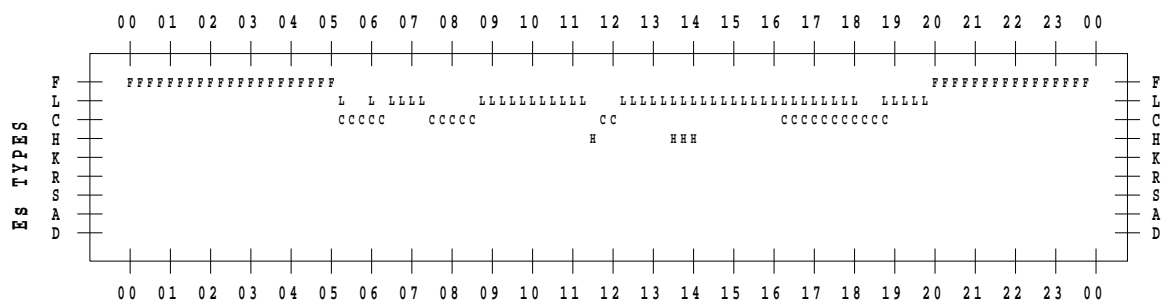 00 01 02 03 04 05 06 07 08 09 10 11 12 13 14 15 16 17 18 19 20 21 22 23 00
F FFFFFFFFFFFFFFFFFFFFF FFFFFFFFFFFFFFFF F
L L L LLLL LLLLLLLLLLL LLLLLLLLLLLLLLLLLLLLLLLL LLLLL L
C CCCCC CCCCC CC CCCCCCCCCCC C
H H HHH H
K K
R R
S S
A A
D D
Es TYPES
00 01 02 03 04 05 06 07 08 09 10 11 12 13 14 15 16 17 18 19 20 21 22 23 00